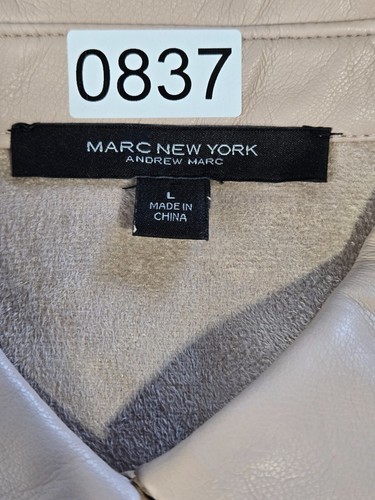 0837
MARC NEW YORK
ANDREW MARC
L
MADE IN
CHINA